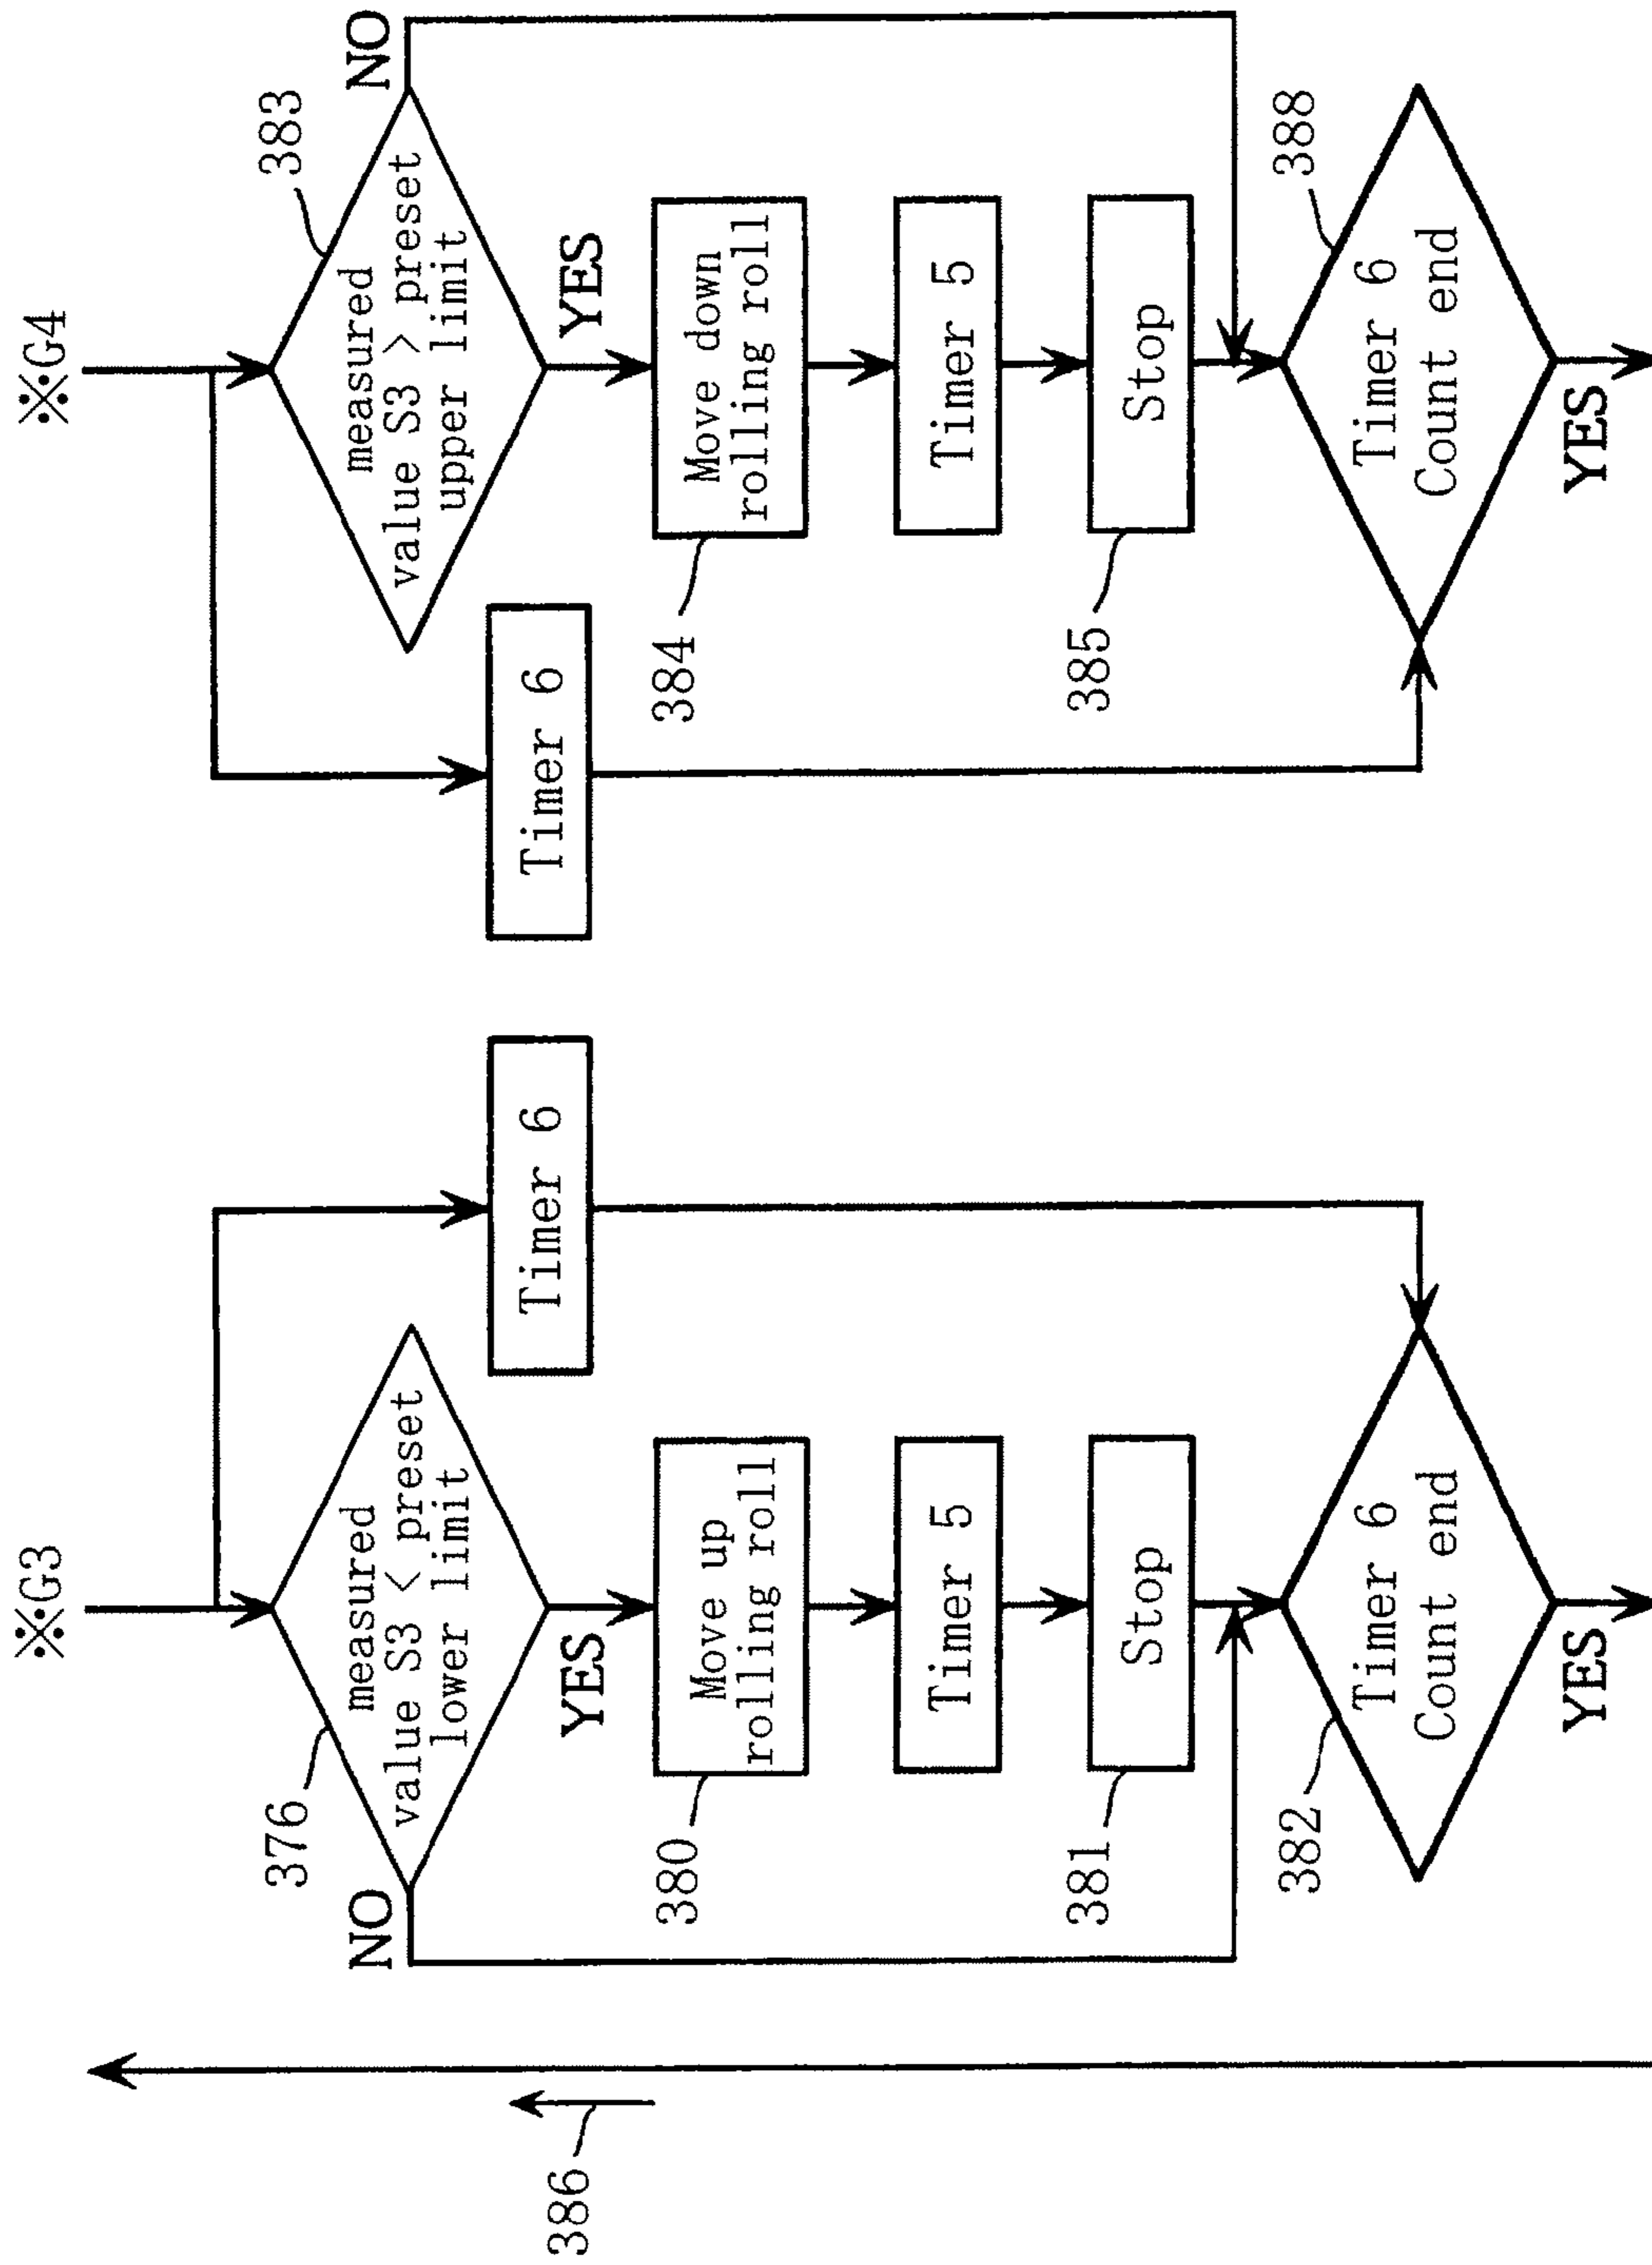 ※G3
376
measured
value S3 < preset
lower limit
NO
YES
Timer 6
380
Move up
rolling roll
Timer 5
381
Stop
382
Timer 6
Count end
YES
386
※G4
383
measured
value S3 > preset
upper limit
NO
YES
Timer 6
384
Move down
rolling roll
Timer 5
385
Stop
388
Timer 6
Count end
YES